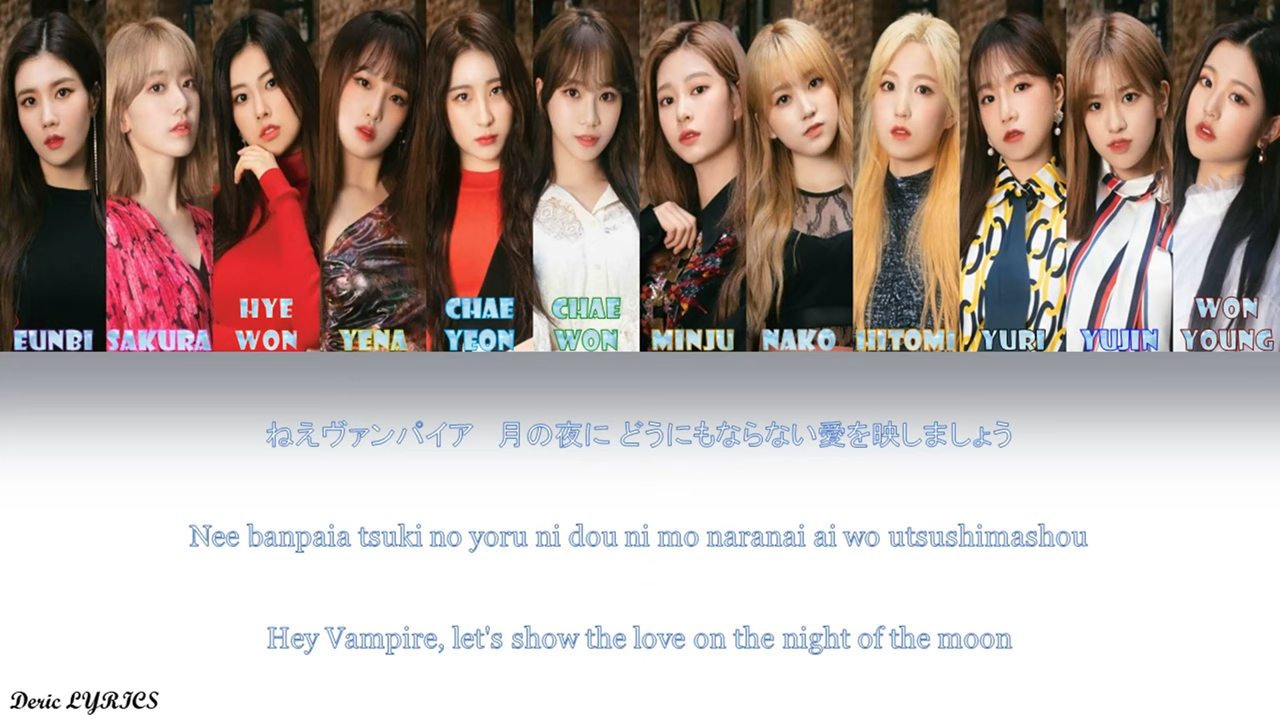 EUNBI
SAKURA
HYE
WON
YENA
CHAE
YEON
CHAE
WON
MINJU
NAKO
HITOMI
YURI
YUJIN
WON
YOUNG
ねえヴァンパイア 月の夜に どうにもならない愛を映しましょう
Nee banpaia tsuki no yoru ni dou ni mo naranai ai wo utsushimashou
Hey Vampire, let's show the love on the night of the moon
Deric LYRICS